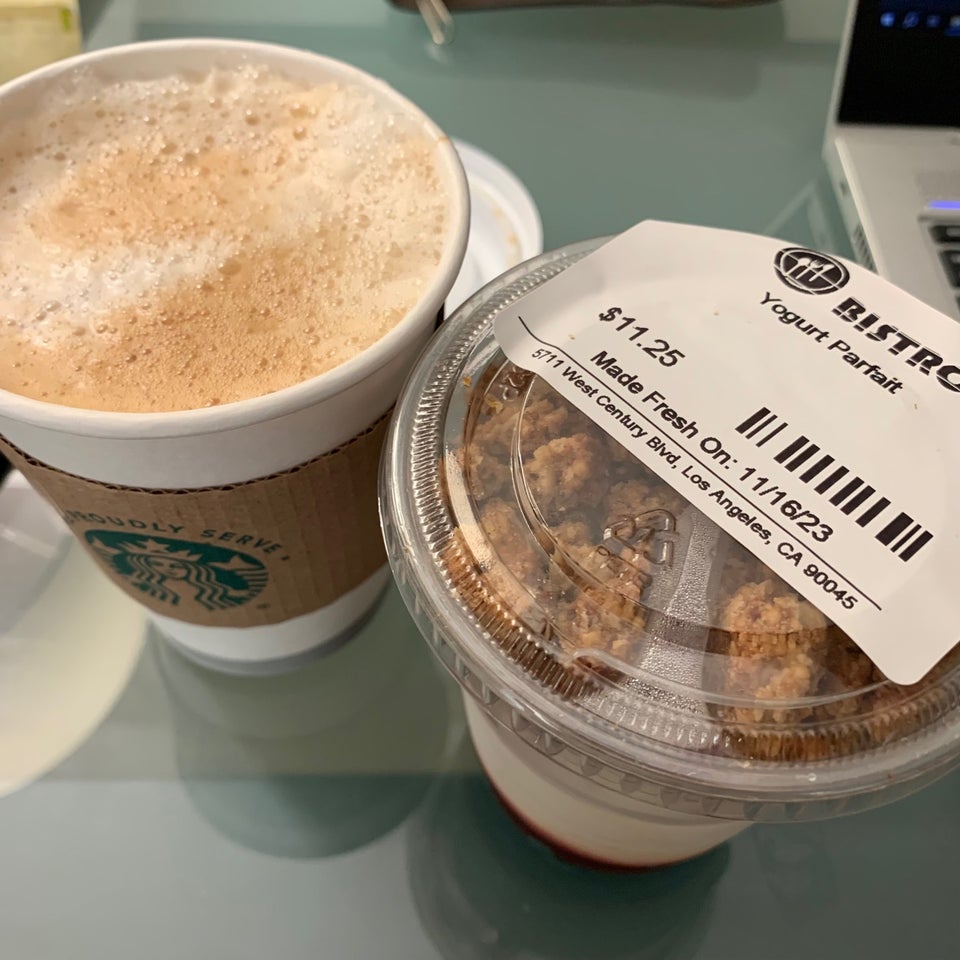 PROUDLY SERVE
BISTRO
Yogurt Parfait
$11.25
Made Fresh On: 11/16/23
5711 West Century Blvd, Los Angeles, CA 90045